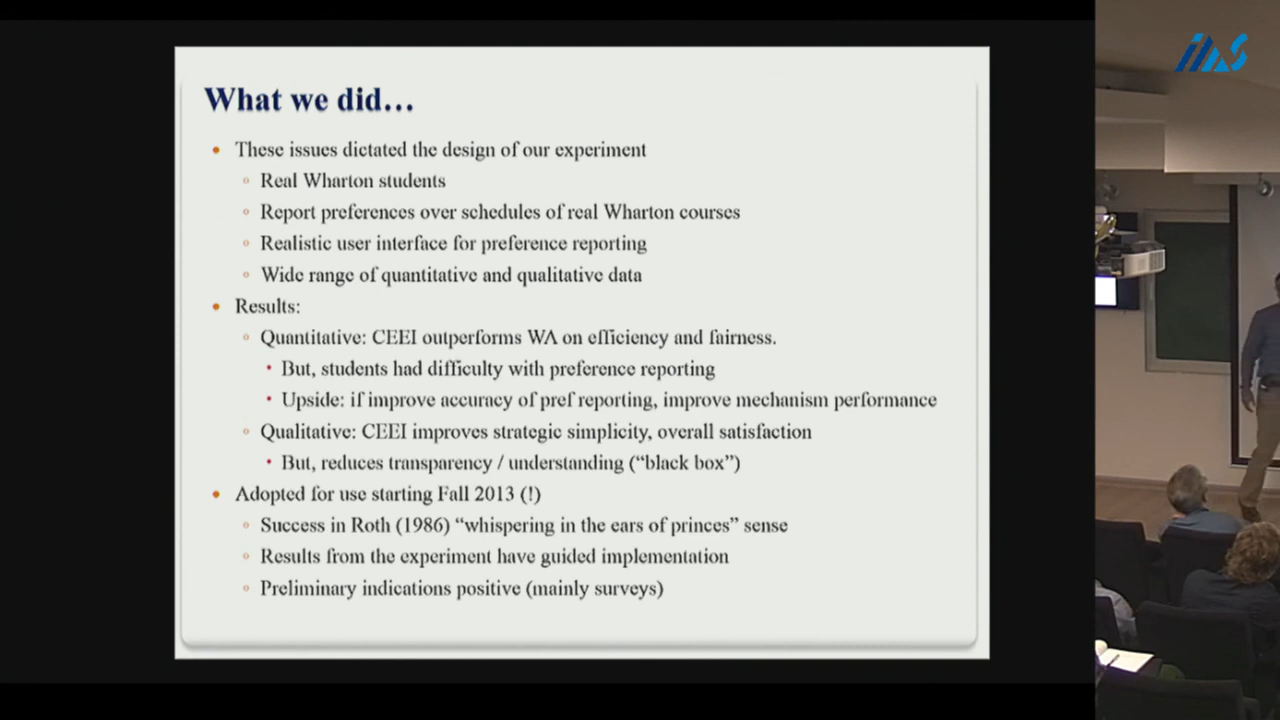 IIAS
What we did…
• These issues dictated the design of our experiment
◦ Real Wharton students
◦ Report preferences over schedules of real Wharton courses
◦ Realistic user interface for preference reporting
◦ Wide range of quantitative and qualitative data
• Results:
◦ Quantitative: CEEI outperforms WA on efficiency and fairness.
• But, students had difficulty with preference reporting
• Upside: if improve accuracy of pref reporting, improve mechanism performance
◦ Qualitative: CEEI improves strategic simplicity, overall satisfaction
• But, reduces transparency / understanding (“black box”)
• Adopted for use starting Fall 2013 (!)
◦ Success in Roth (1986) “whispering in the ears of princes” sense
◦ Results from the experiment have guided implementation
◦ Preliminary indications positive (mainly surveys)